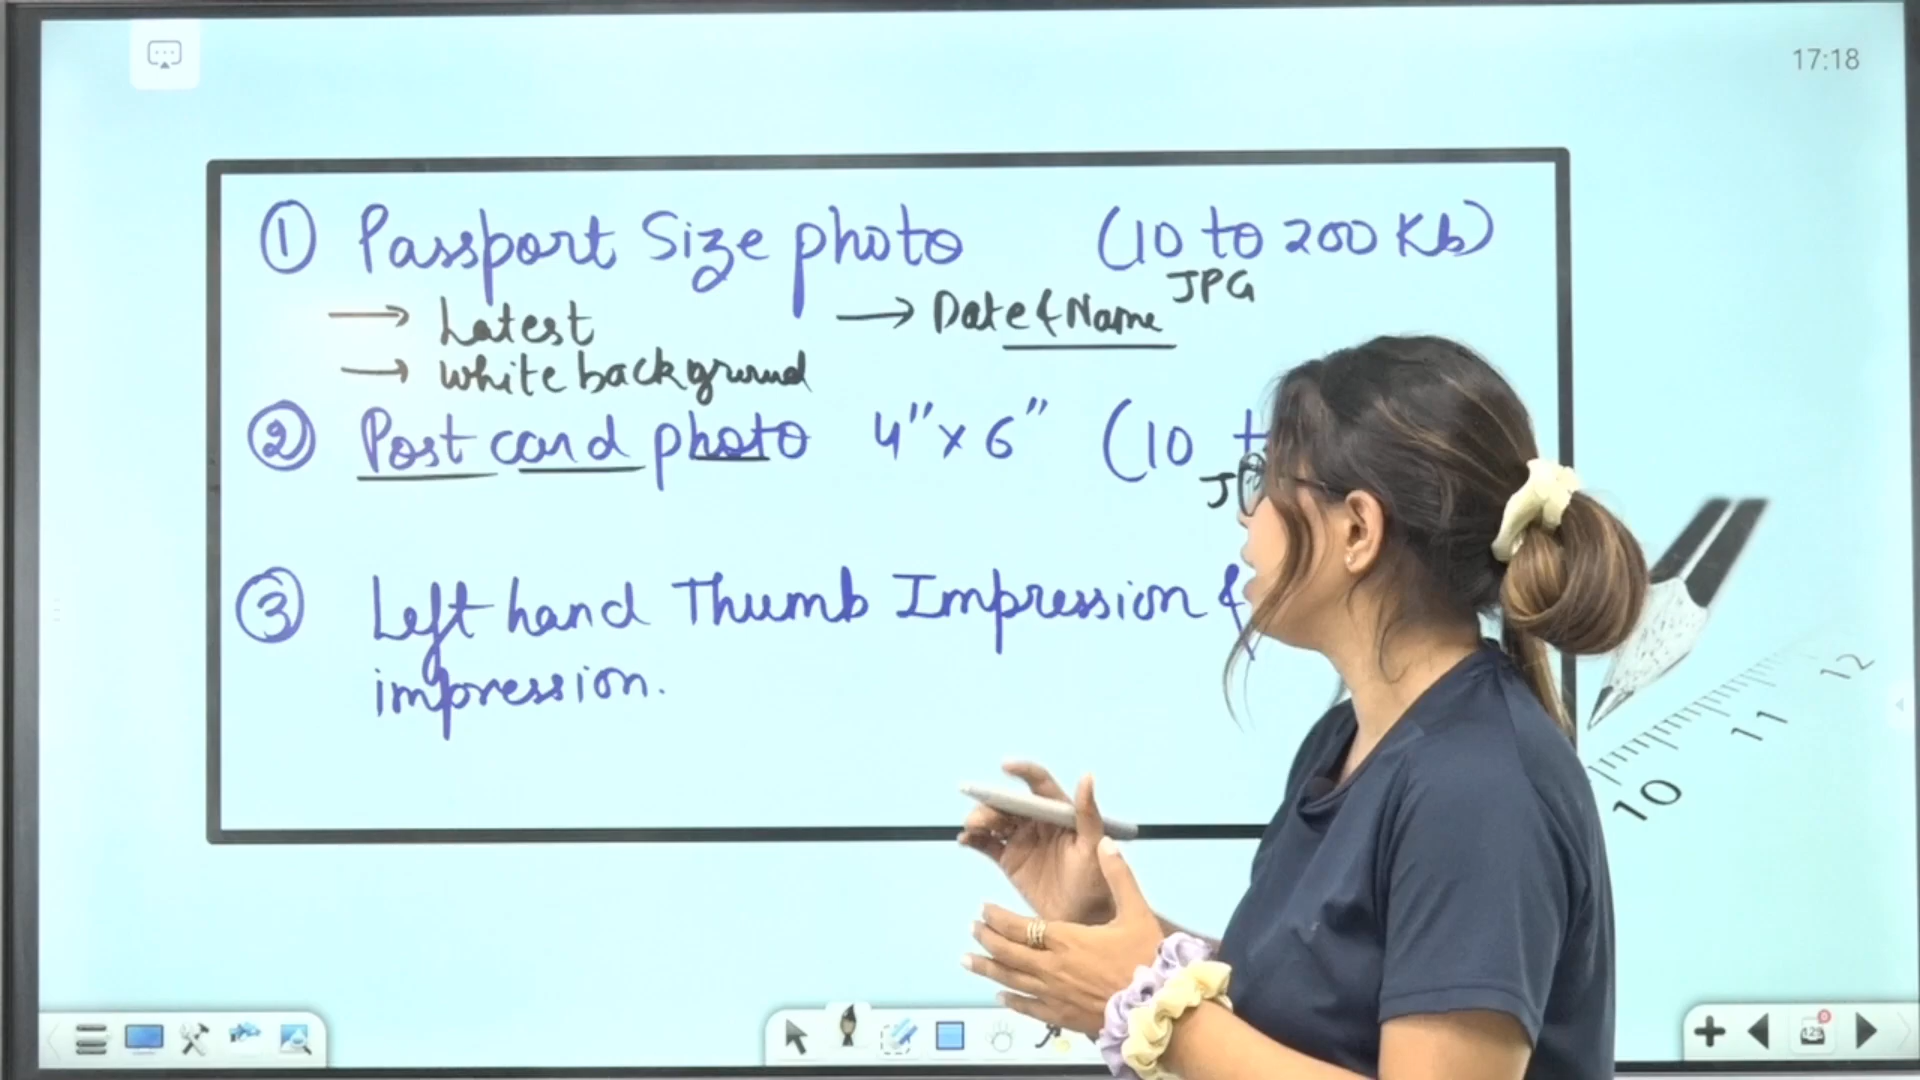 17:18
① Passport Size photo (10 to 200 Kb)
JPG
→ Latest → Date & Name
→ White background
② Post card photo 4" x 6" (10
J
③ Left hand Thumb Impression &
impression.
10 11 12